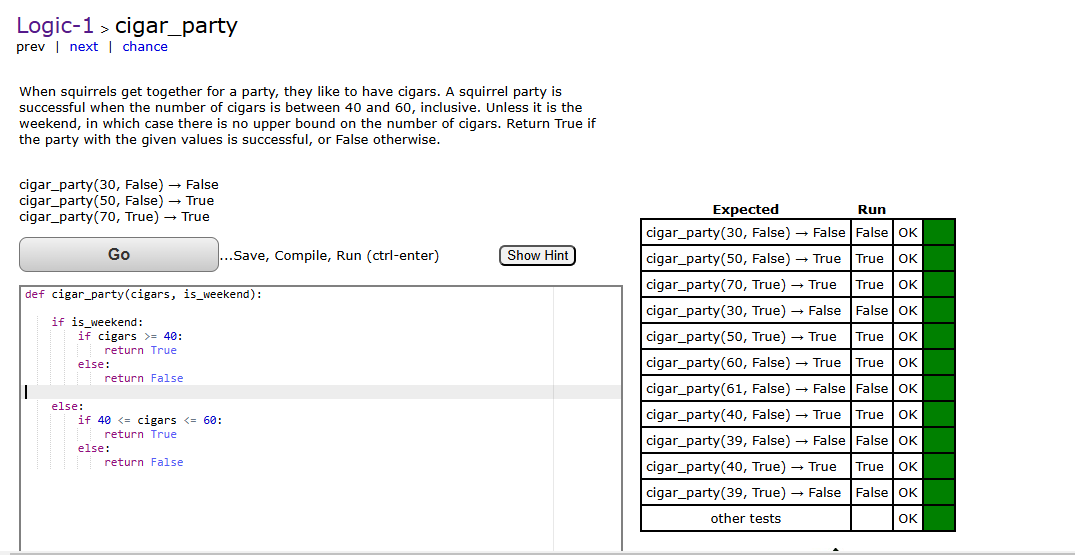 Logic-1 > cigar_party
prev | next | chance
When squirrels get together for a party, they like to have cigars. A squirrel party is
successful when the number of cigars is between 40 and 60, inclusive. Unless it is the
weekend, in which case there is no upper bound on the number of cigars. Return True if
the party with the given values is successful, or False otherwise.
cigar_party(30, False) → False
cigar_party(50, False) → True
cigar_party(70, True) → True
Go ...Save, Compile, Run (ctrl-enter) Show Hint
def cigar_party(cigars, is_weekend):
if is_weekend:
if cigars >= 40:
return True
else:
return False
else:
if 40 <= cigars <= 60:
return True
else:
return False
Expected Run
cigar_party(30, False) → False False OK
cigar_party(50, False) → True True OK
cigar_party(70, True) → True True OK
cigar_party(30, True) → False False OK
cigar_party(50, True) → True True OK
cigar_party(60, False) → True True OK
cigar_party(61, False) → False False OK
cigar_party(40, False) → True True OK
cigar_party(39, False) → False False OK
cigar_party(40, True) → True True OK
cigar_party(39, True) → False False OK
other tests OK